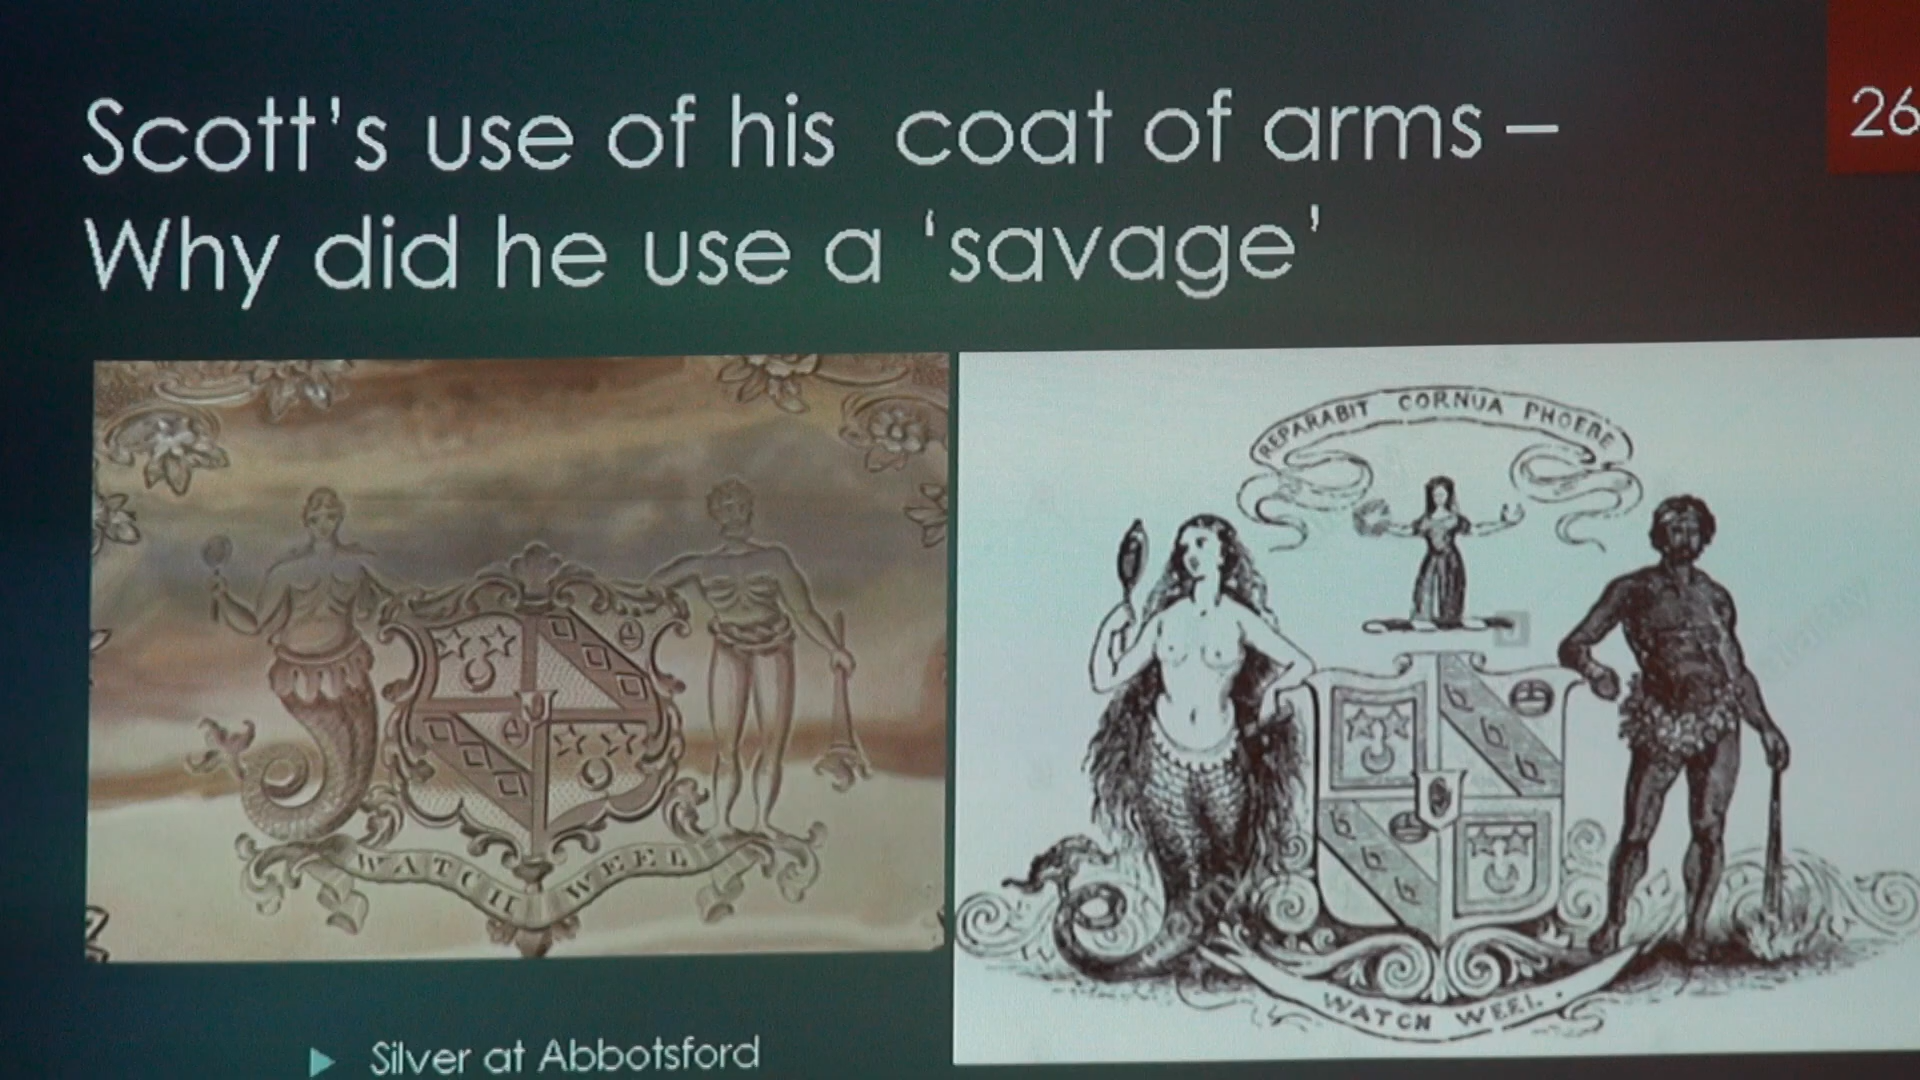 Scott's use of his coat of arms –
Why did he use a 'savage'
26
WATCH WEEL
REPARABIT CORNUA PHOEBE
WATCH WEEL
Silver at Abbotsford